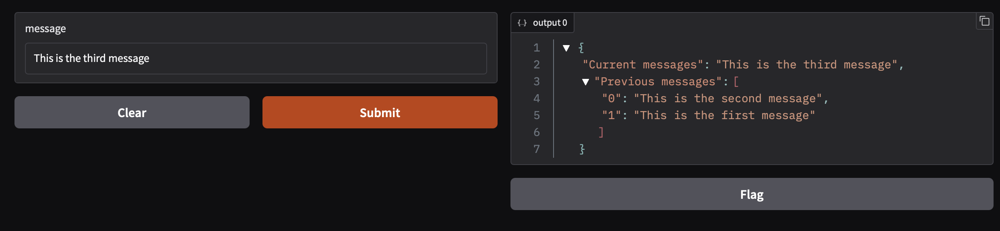 message
This is the third message
Clear
Submit
{...} output 0
1 ▼ {
2 "Current messages": "This is the third message",
3 ▼ "Previous messages": [
4 "0": "This is the second message",
5 "1": "This is the first message"
6 ]
7 }
Flag